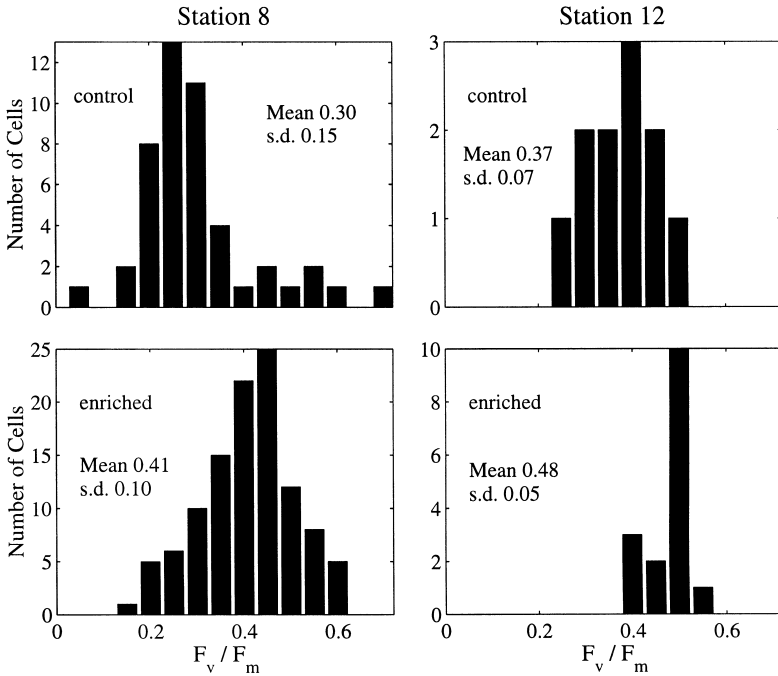 Station 8
Station 12
Number of Cells
12
10
8
6
4
2
0
control
Mean 0.30
s.d. 0.15
3
2
1
0
control
Mean 0.37
s.d. 0.07
Number of Cells
25
20
15
10
5
0
enriched
Mean 0.41
s.d. 0.10
0 0.2 0.4 0.6
F_v / F_m
10
8
6
4
2
0
enriched
Mean 0.48
s.d. 0.05
0 0.2 0.4 0.6
F_v / F_m